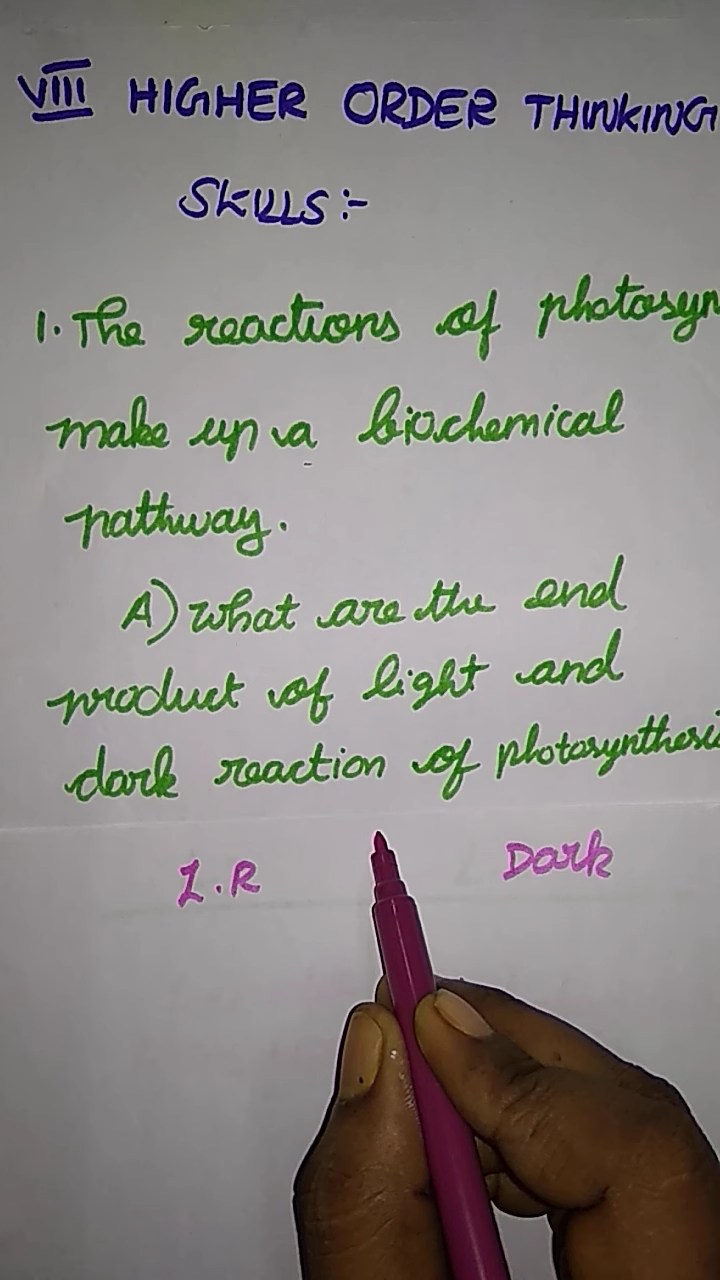 VIII HIGHER ORDER THINKING
SKILLS :-
1. The reactions of photosyn
make up a biochemical
pathway.
A) what are the end
product of light and
dark reaction of photosynthesi
L.R Dark